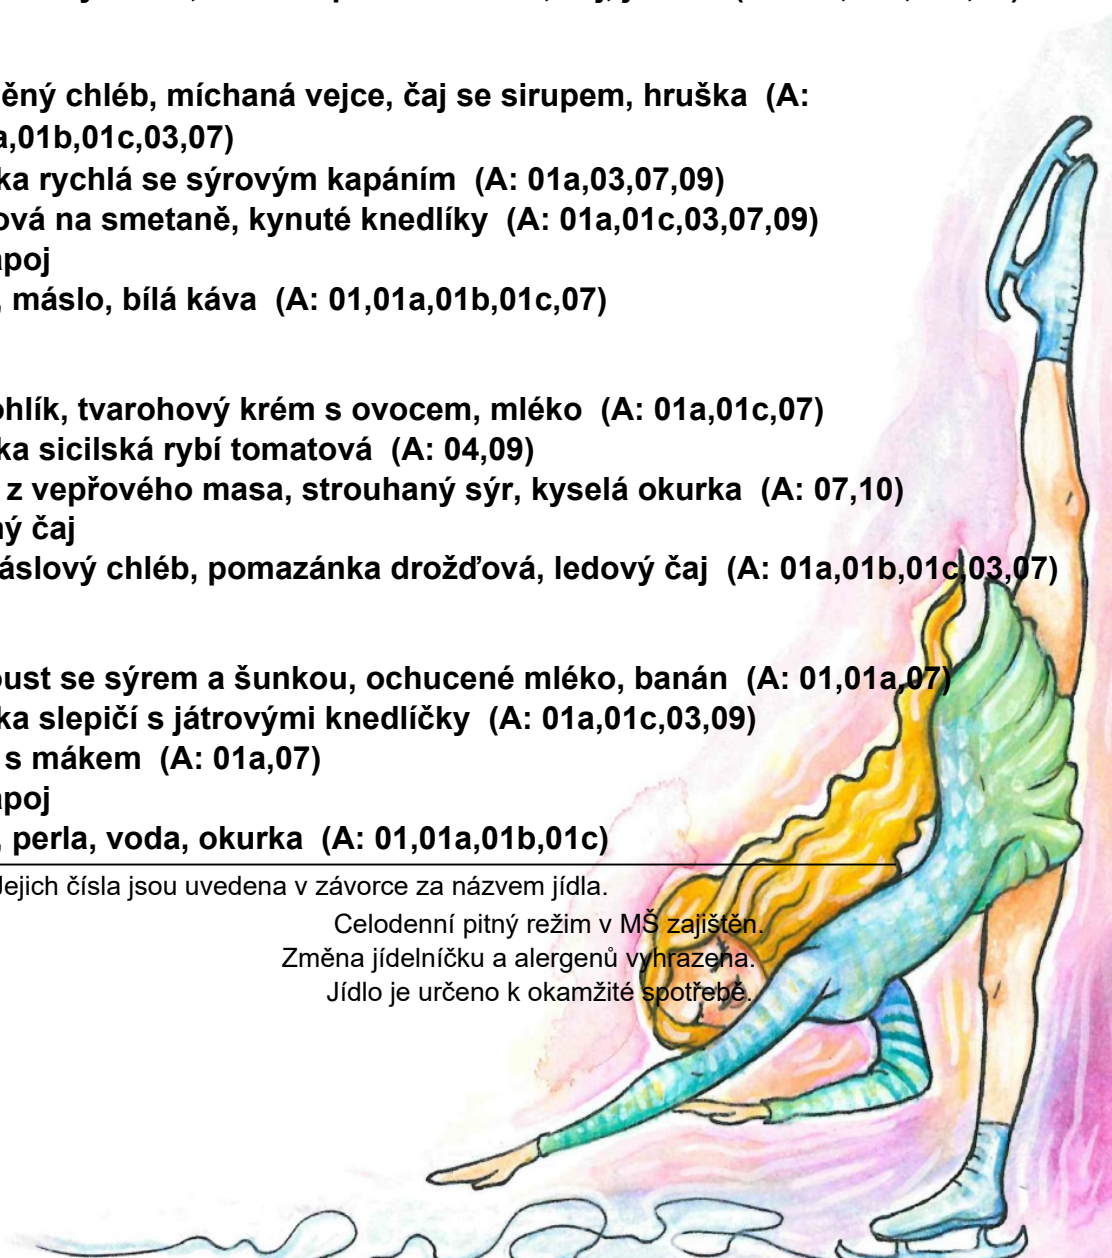 ěný chléb, míchaná vejce, čaj se sirupem, hruška (A:
a,01b,01c,03,07)
ka rychlá se sýrovým kapáním (A: 01a,03,07,09)
ová na smetaně, kynuté knedlíky (A: 01a,01c,03,07,09)
apoj
, máslo, bílá káva (A: 01,01a,01b,01c,07)
ohlík, tvarohový krém s ovocem, mléko (A: 01a,01c,07)
ka sicilská rybí tomatová (A: 04,09)
z vepřového masa, strouhaný sýr, kyselá okurka (A: 07,10)
ný čaj
áslový chléb, pomazánka drožďová, ledový čaj (A: 01a,01b,01c,03,07)
oust se sýrem a šunkou, ochucené mléko, banán (A: 01,01a,07)
ka slepičí s játrovými knedlíčky (A: 01a,01c,03,09)
s mákem (A: 01a,07)
apoj
, perla, voda, okurka (A: 01,01a,01b,01c)
Jejich čísla jsou uvedena v závorce za názvem jídla.
Celodenní pitný režim v MŠ zajištěn.
Změna jídelníčku a alergenů vyhrazena.
Jídlo je určeno k okamžité spotřebě.